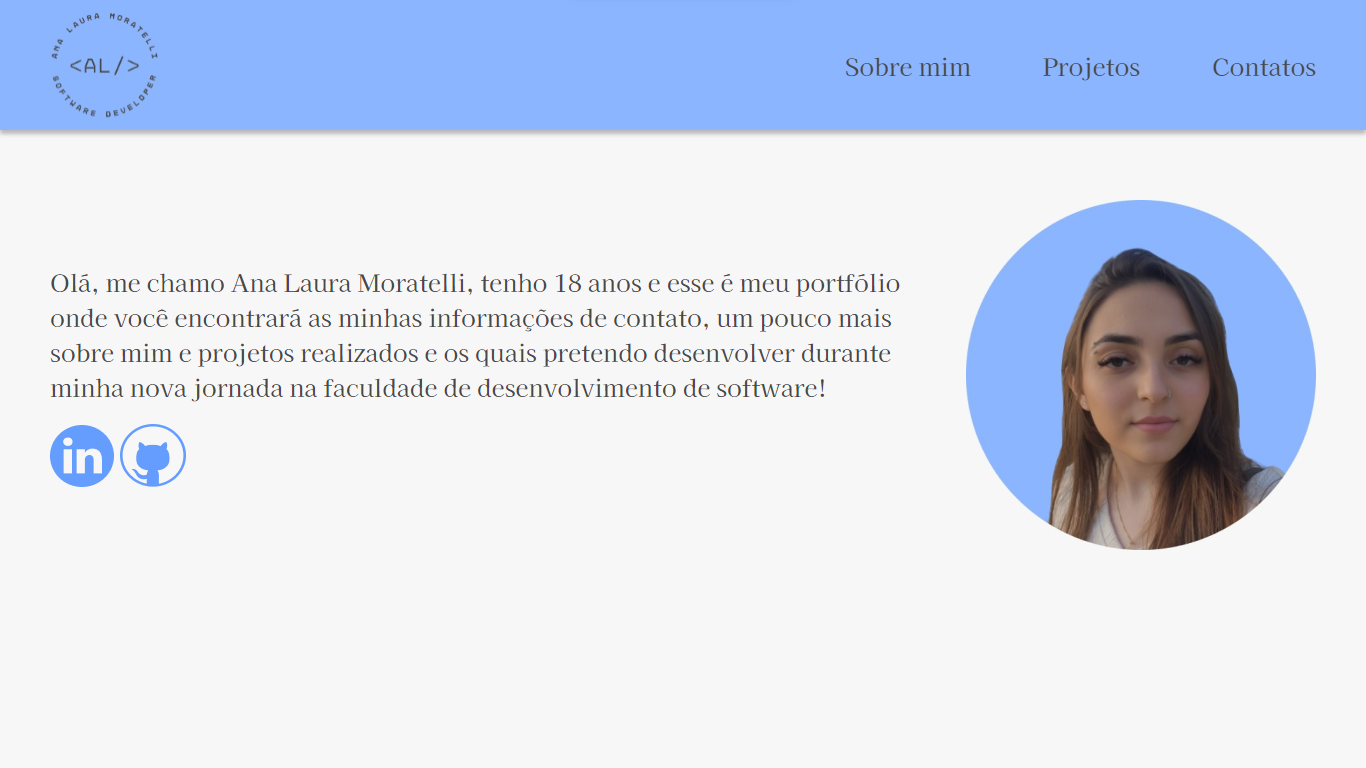 ANA LAURA MORATELLI
<AL/>
SOFTWARE DEVELOPER
Sobre mim
Projetos
Contatos
Olá, me chamo Ana Laura Moratelli, tenho 18 anos e esse é meu portfólio
onde você encontrará as minhas informações de contato, um pouco mais
sobre mim e projetos realizados e os quais pretendo desenvolver durante
minha nova jornada na faculdade de desenvolvimento de software!
in